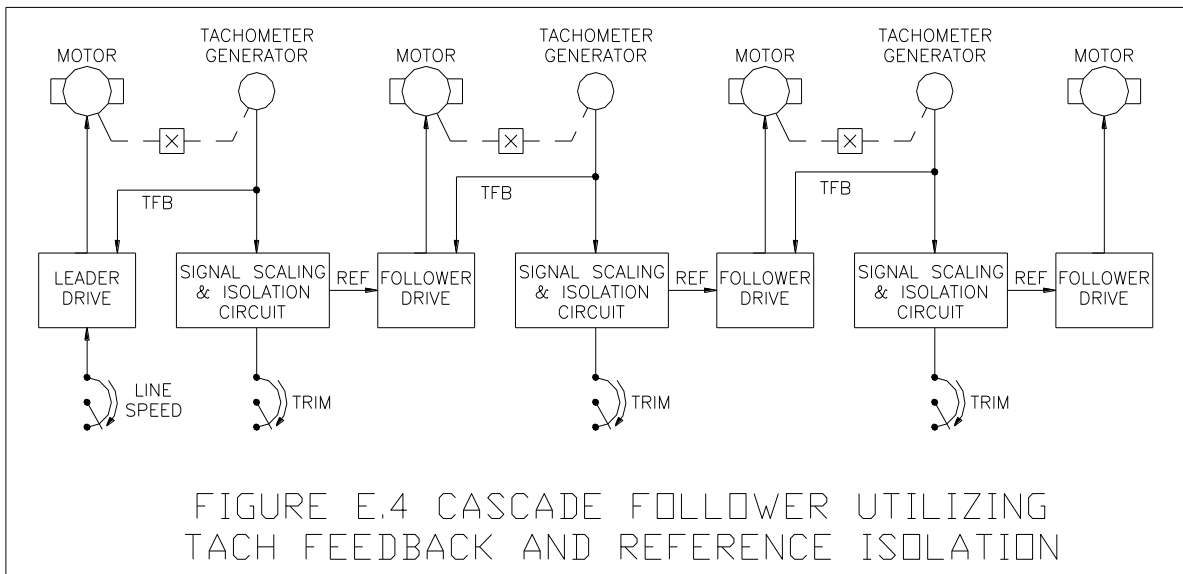 MOTOR
TACHOMETER
GENERATOR
MOTOR
TACHOMETER
GENERATOR
MOTOR
TACHOMETER
GENERATOR
MOTOR
X
X
X
TFB
TFB
TFB
LEADER
DRIVE
SIGNAL SCALING
& ISOLATION
CIRCUIT
REF
FOLLOWER
DRIVE
SIGNAL SCALING
& ISOLATION
CIRCUIT
REF
FOLLOWER
DRIVE
SIGNAL SCALING
& ISOLATION
CIRCUIT
REF
FOLLOWER
DRIVE
LINE
SPEED
TRIM
TRIM
TRIM
FIGURE E.4 CASCADE FOLLOWER UTILIZING
TACH FEEDBACK AND REFERENCE ISOLATION